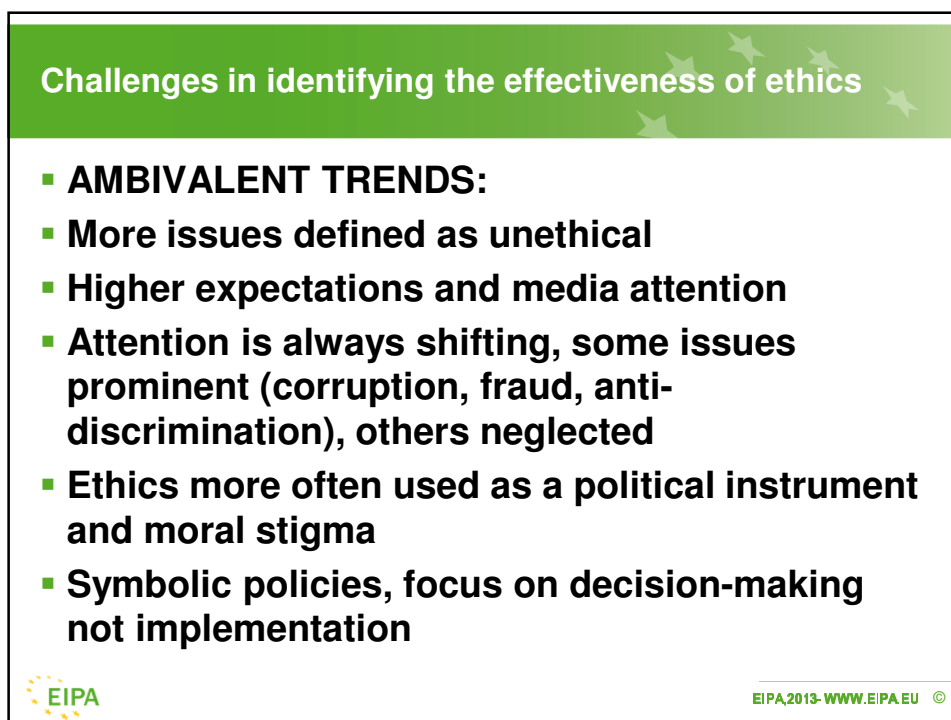 Challenges in identifying the effectiveness of ethics
▪ AMBIVALENT TRENDS:
▪ More issues defined as unethical
▪ Higher expectations and media attention
▪ Attention is always shifting, some issues
prominent (corruption, fraud, anti-
discrimination), others neglected
▪ Ethics more often used as a political instrument
and moral stigma
▪ Symbolic policies, focus on decision-making
not implementation
EIPA
EIPA,2013- WWW.EIPA.EU ©